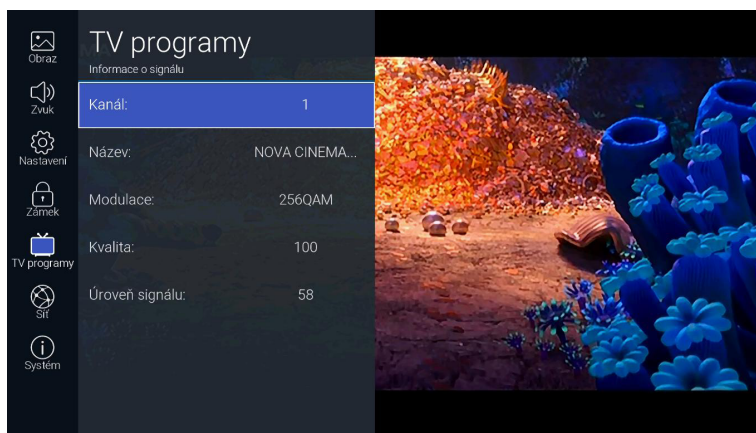 TV programy
Informace o signálu
Obraz
Zvuk
Nastavení
Zámek
TV programy
Síť
Systém
Kanál: 1
Název: NOVA CINEMA...
Modulace: 256QAM
Kvalita: 100
Úroveň signálu: 58